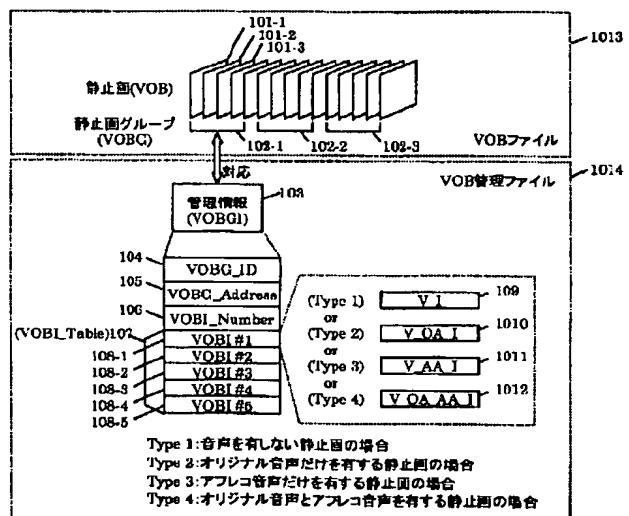 101-1
101-2
101-3
1013
静止画(VOB)
静止画グループ
(VOBG)
102-1
102-2
102-3
VOBファイル
対応
VOB管理ファイル
1014
管理情報
(VOBGI)
103
104
VOBG_ID
105
VOBG_Address
106
VOBI_Number
(VOBI_Table)107
108-1
VOBI #1
108-2
VOBI #2
108-3
VOBI #3
108-4
VOBI #4
108-5
VOBI #5
(Type 1)
V_I
109
or
(Type 2)
V_OA_I
1010
or
(Type 3)
V_AA_I
1011
or
(Type 4)
V_OA_AA_I
1012
Type 1:音声を有しない静止画の場合
Type 2:オリジナル音声だけを有する静止画の場合
Type 3:アフレコ音声だけを有する静止画の場合
Type 4:オリジナル音声とアフレコ音声を有する静止画の場合